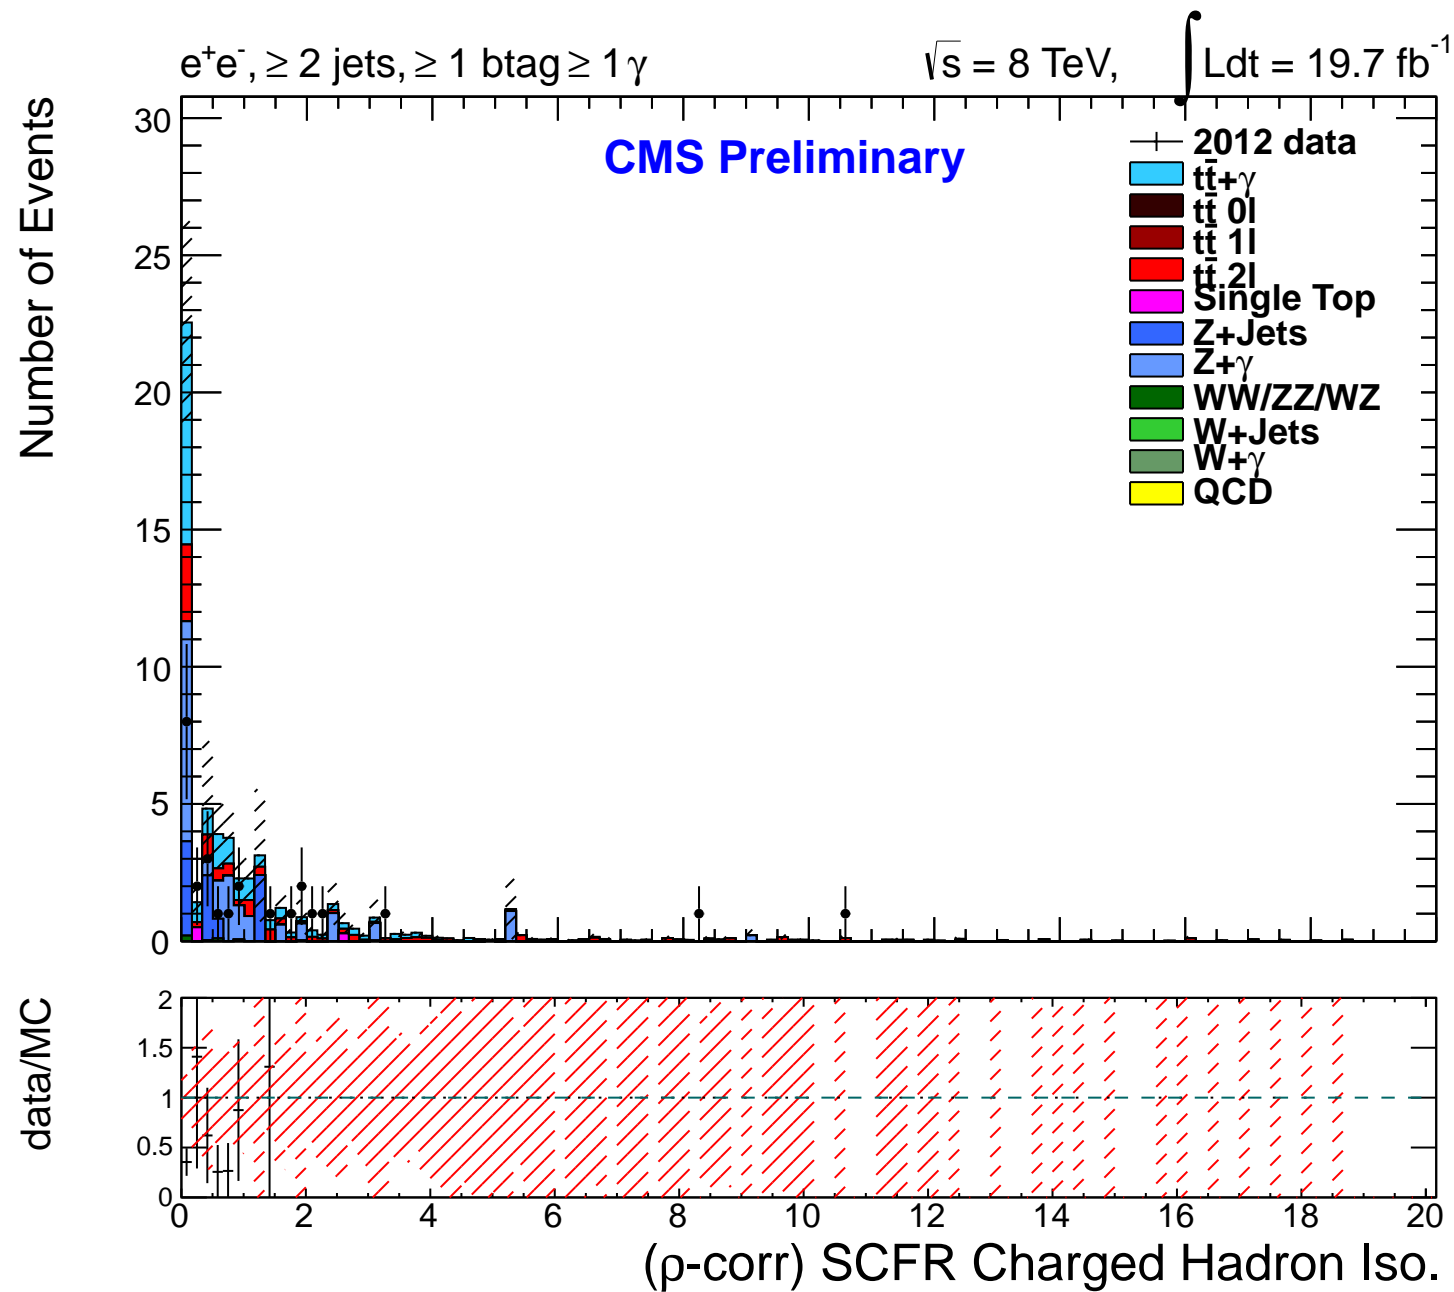 e⁺e⁻, ≥ 2 jets, ≥ 1 btag ≥ 1 γ
√s = 8 TeV, ∫ Ldt = 19.7 fb⁻¹
CMS Preliminary
2012 data
tt̄+γ
tt̄ 0l
tt̄ 1l
tt̄ 2l
Single Top
Z+Jets
Z+γ
WW/ZZ/WZ
W+Jets
W+γ
QCD
Number of Events
30
25
20
15
10
5
0
data/MC
2
1.5
1
0.5
0
0 2 4 6 8 10 12 14 16 18 20
(ρ-corr) SCFR Charged Hadron Iso.